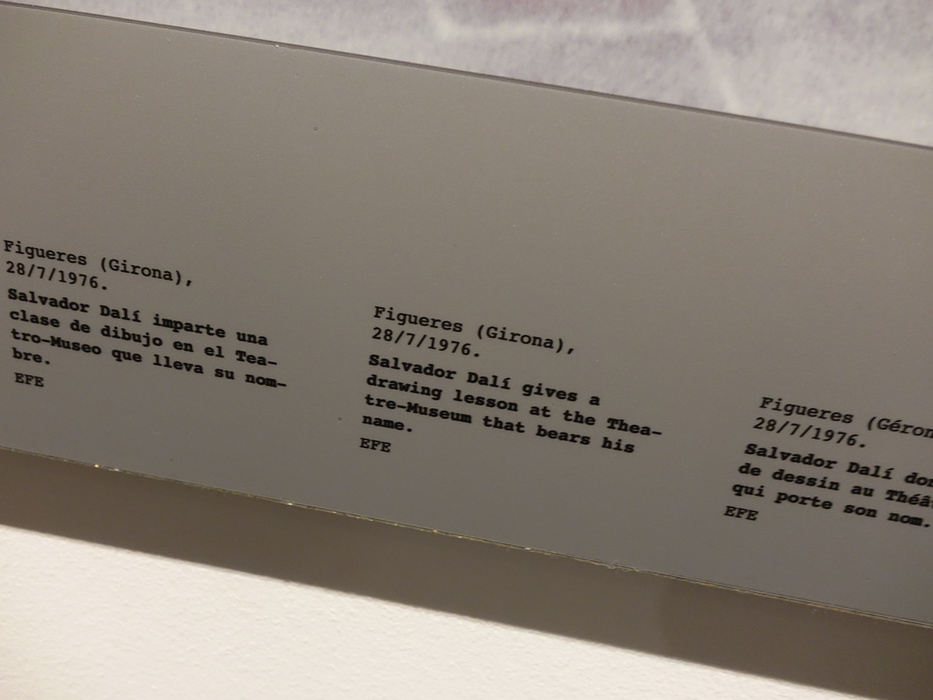 Figueres (Girona),
28/7/1976.
Salvador Dalí imparte una
clase de dibujo en el Tea-
tro-Museo que lleva su nom-
bre.
EFE
Figueres (Girona),
28/7/1976.
Salvador Dalí gives a
drawing lesson at the Thea-
tre-Museum that bears his
name.
EFE
Figueres
28/7/1976.
Salvador Dalí
de dessin au
qui porte son nom.
EFE